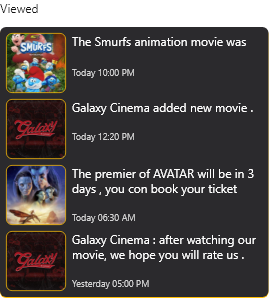 Viewed
SMURFS
The Smurfs animation movie was
Today 10:00 PM
Galaxy
Galaxy Cinema added new movie .
Today 12:20 PM
The premier of AVATAR will be in 3
days , you con book your ticket
Today 06:30 AM
Galaxy
Galaxy Cinema : after watching our
movie, we hope you will rate us .
Yesterday 05:00 PM